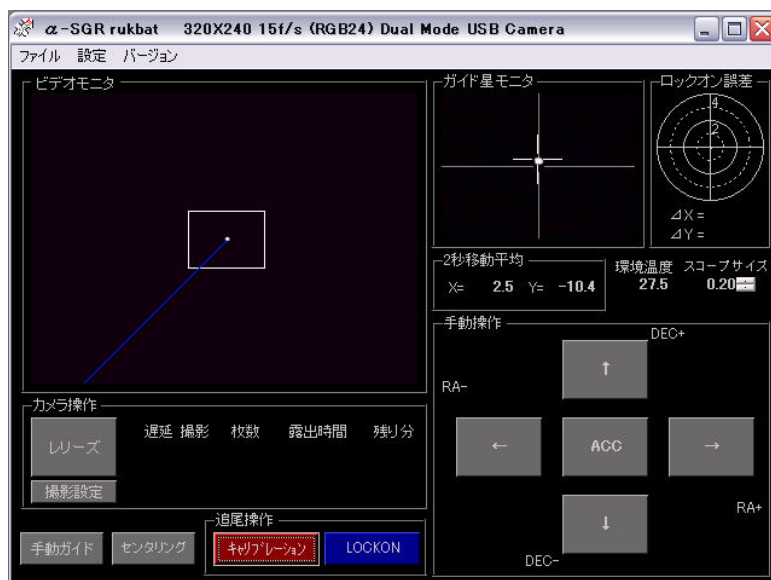 α-SGR rukbat 320X240 15f/s (RGB24) Dual Mode USB Camera
ファイル 設定 バージョン
ビデオモニタ
ガイド星モニタ
ロックオン誤差
4
2
⊿X=
⊿Y=
2秒移動平均
X= 2.5 Y= -10.4
環境温度
27.5
スコープサイズ
0.20
手動操作
DEC+
RA-
↑
← ACC →
↓
RA+
DEC-
カメラ操作
レリーズ
遅延 撮影 枚数 露出時間 残り分
撮影設定
手動ガイド
センタリング
追尾操作
キャリブレーション
LOCKON